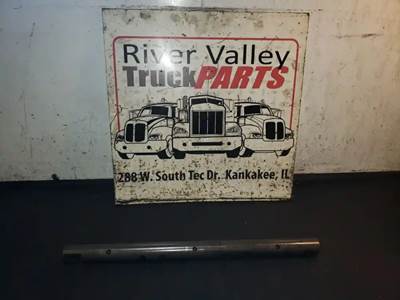 River Valley
TruckPARTS
288 W. South Tec Dr. Kankakee, IL